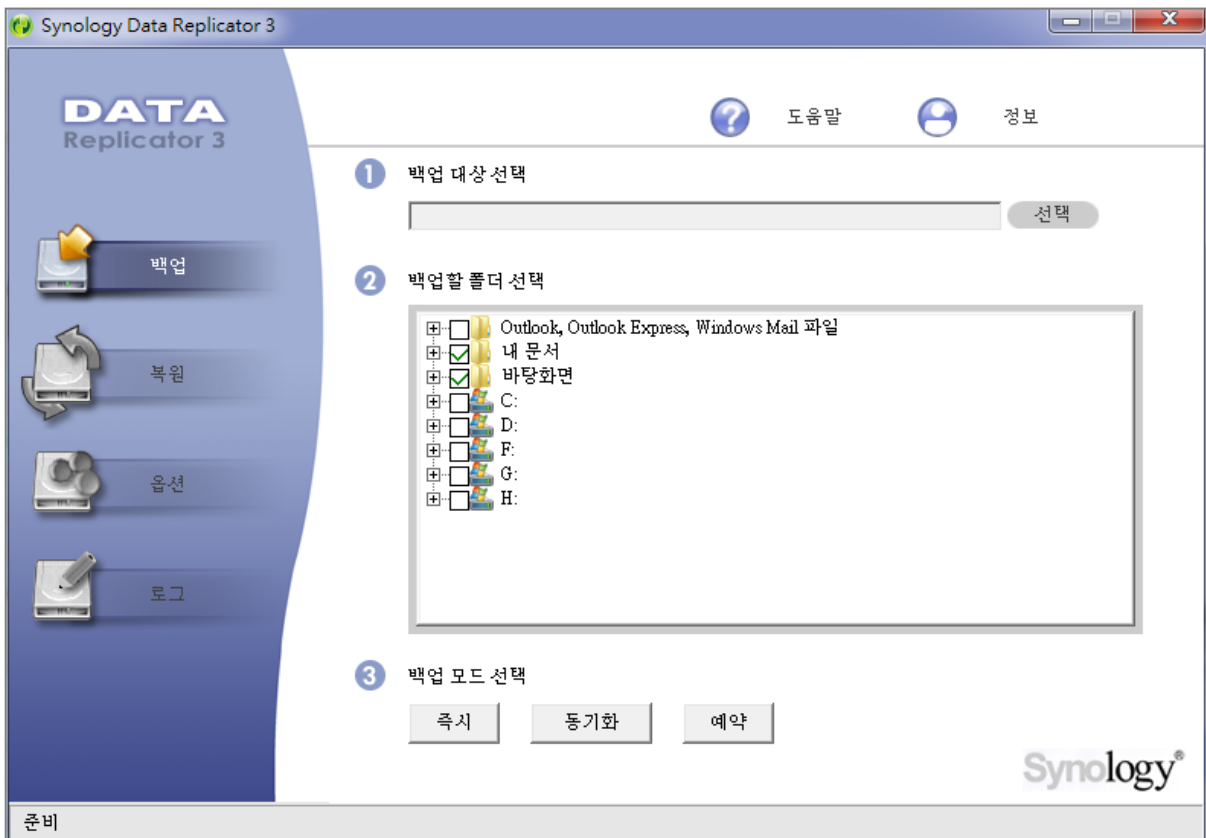 Synology Data Replicator 3
DATA
Replicator 3
도움말
정보
백업
복원
옵션
로그
1 백업 대상 선택
선택
2 백업할 폴더 선택
Outlook, Outlook Express, Windows Mail 파일
내 문서
바탕화면
C:
D:
F:
G:
H:
3 백업 모드 선택
즉시
동기화
예약
Synology®
준비